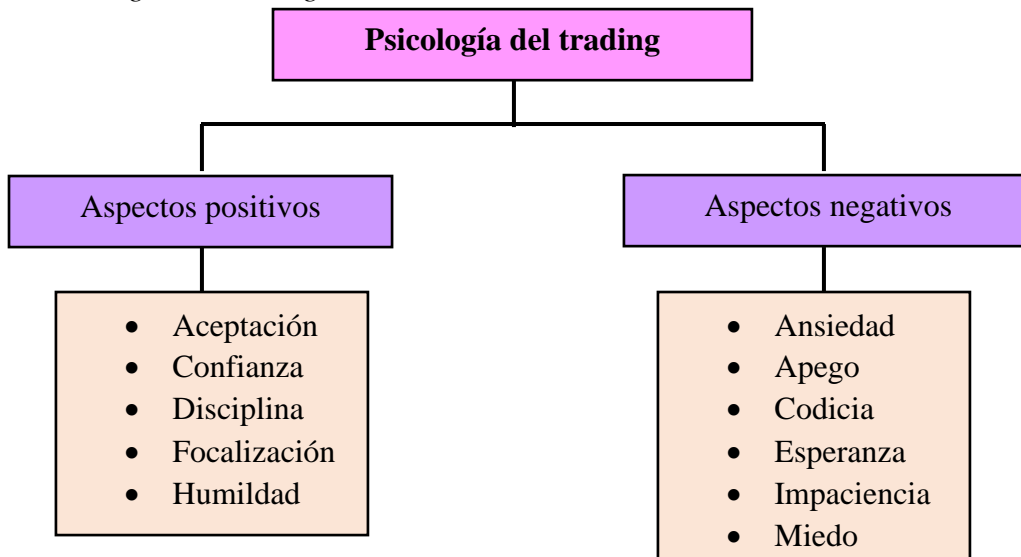 Psicología del trading
Aspectos positivos
Aspectos negativos
• Aceptación
• Confianza
• Disciplina
• Focalización
• Humildad
• Ansiedad
• Apego
• Codicia
• Esperanza
• Impaciencia
• Miedo